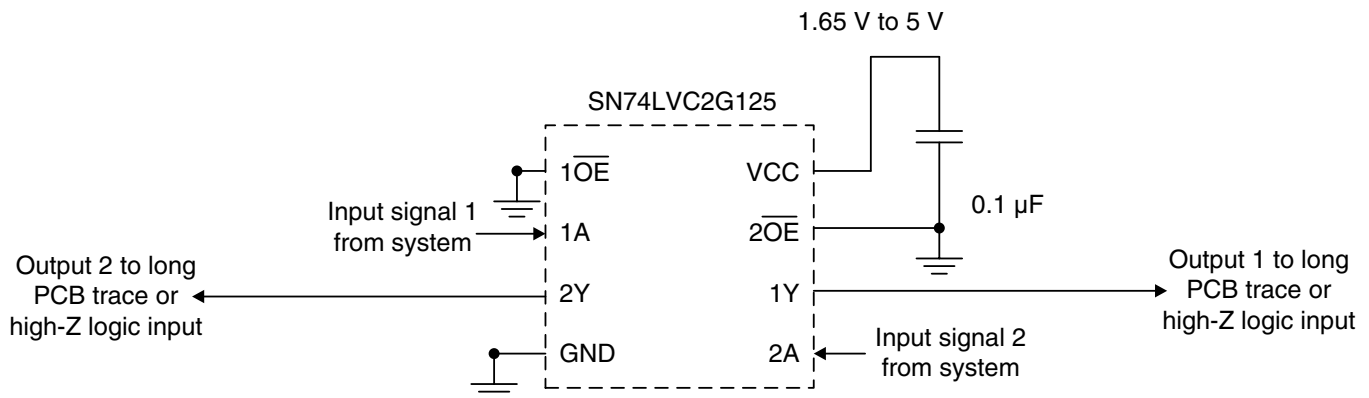 1.65 V to 5 V
SN74LVC2G125
1O̅E̅
VCC
Input signal 1
from system
1A
2O̅E̅
0.1 µF
Output 2 to long
PCB trace or
high-Z logic input
2Y
1Y
Output 1 to long
PCB trace or
high-Z logic input
GND
2A
Input signal 2
from system